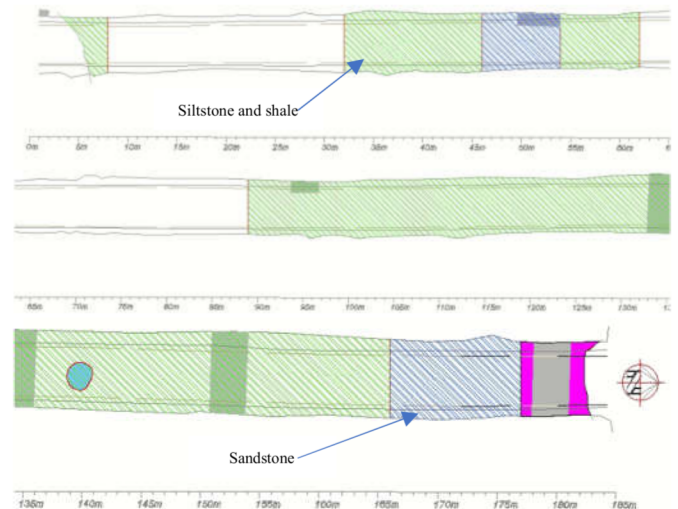 Siltstone and shale
0m 5m 10m 15m 20m 25m 30m 35m 40m 45m 50m 55m 60m
65m 70m 75m 80m 85m 90m 95m 100m 105m 110m 115m 120m 125m 130m
Sandstone
135m 140m 145m 150m 155m 160m 165m 170m 175m 180m 185m